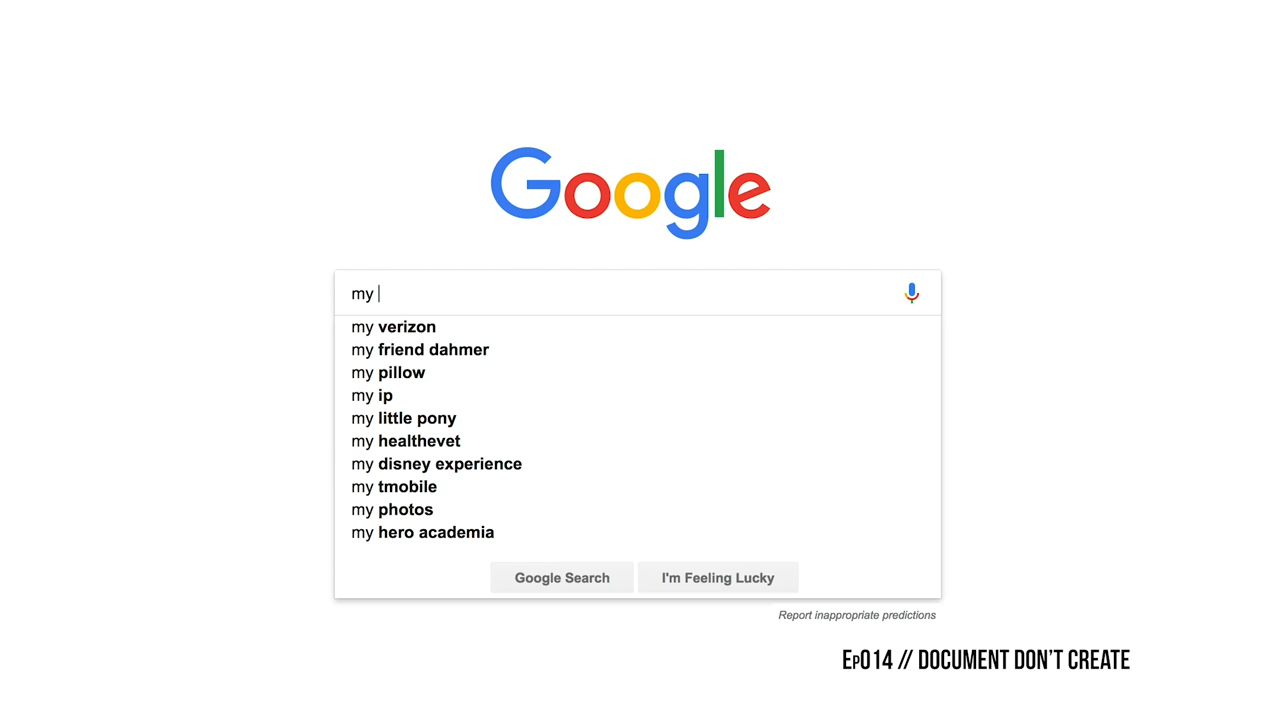 Google
my
my verizon
my friend dahmer
my pillow
my ip
my little pony
my healthevet
my disney experience
my tmobile
my photos
my hero academia
Google Search
I'm Feeling Lucky
Report inappropriate predictions
Ep014 // DOCUMENT DON'T CREATE